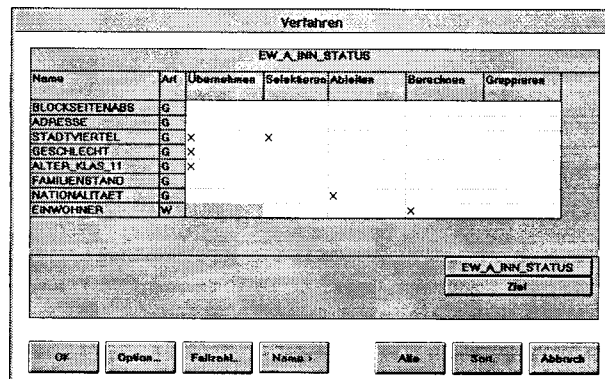 Verfahren
EW_A_INN_STATUS
Name Art Übernehmen Selektieren Ableiten Berechnen Gruppieren
BLOCKSEITENABS G
ADRESSE G
STADTVIERTEL G X X
GESCHLECHT G X
ALTER_KLAS_11 G X
FAMILIENSTAND G
NATIONALITAET G X
EINWOHNER W X
EW_A_INN_STATUS
Ziel
OK Option... Fallzahl... Name > Alle Sort. Abbruch